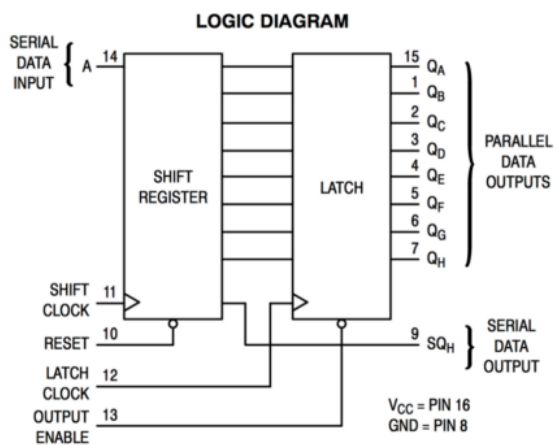 LOGIC DIAGRAM
SERIAL
DATA
INPUT
A
14
SHIFT
REGISTER
LATCH
15 QA
1 QB
2 QC
3 QD
4 QE
5 QF
6 QG
7 QH
PARALLEL
DATA
OUTPUTS
SHIFT
CLOCK
11
RESET
10
LATCH
CLOCK
12
OUTPUT
ENABLE
13
9 SQH
SERIAL
DATA
OUTPUT
VCC = PIN 16
GND = PIN 8